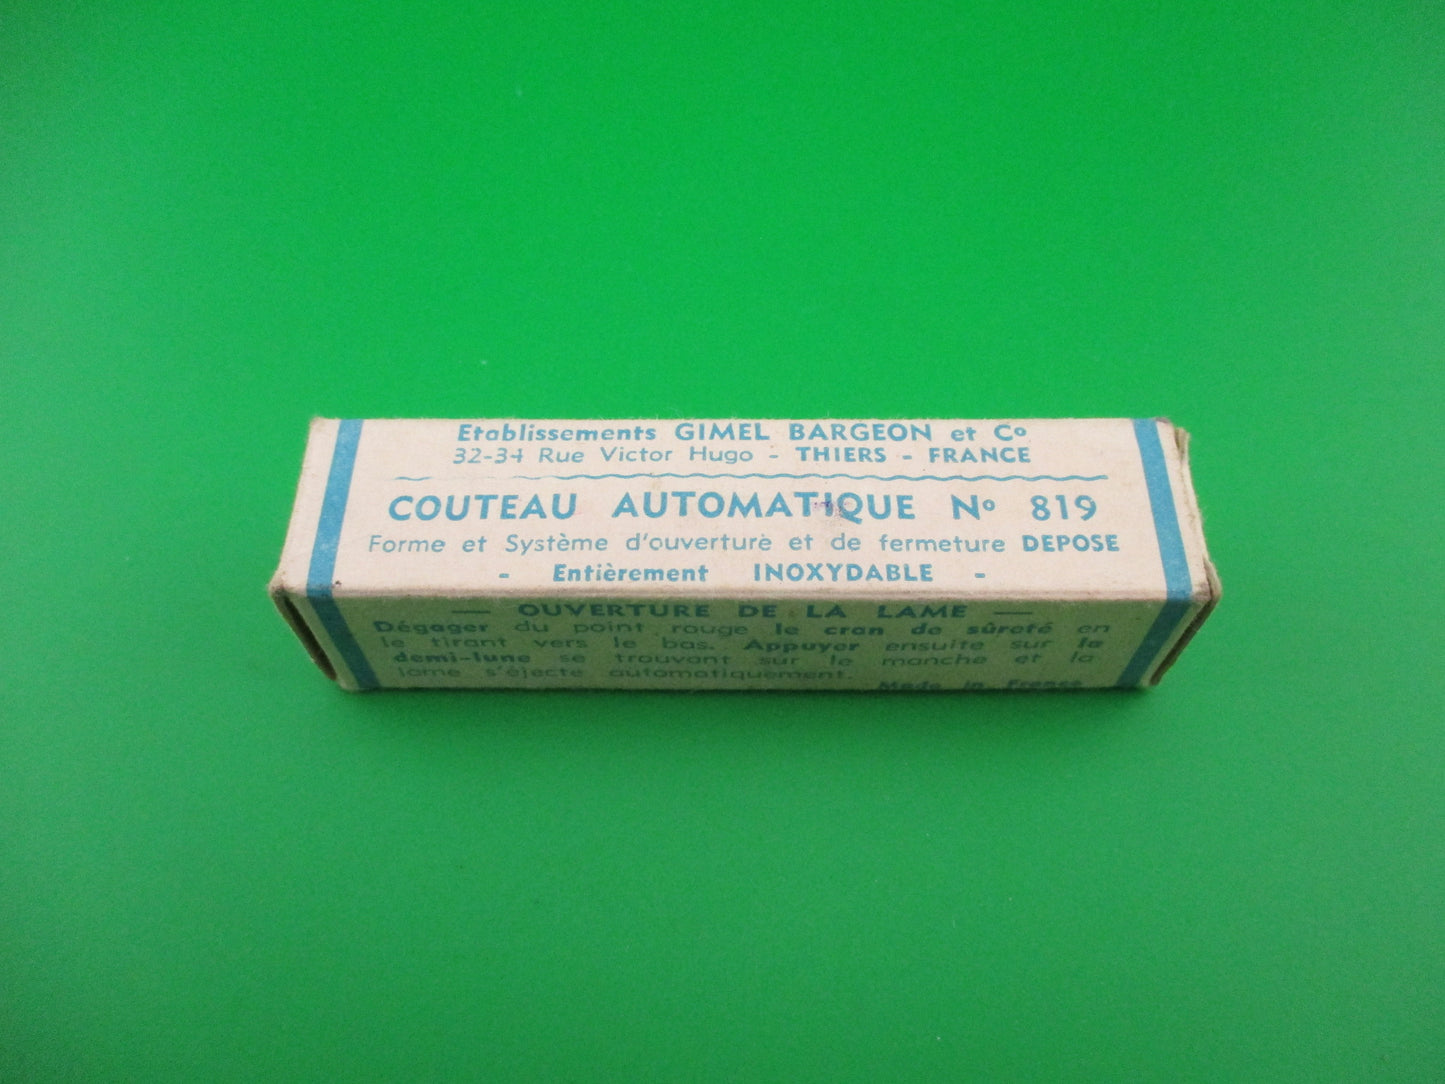 Etablissements GIMEL BARGEON et Cº
32-34 Rue Victor Hugo - THIERS - FRANCE
COUTEAU AUTOMATIQUE Nº 819
Forme et Système d'ouverture et de fermeture DEPOSE
- Entièrement INOXYDABLE -
— OUVERTURE DE LA LAME —
Dégager du point rouge le cran de sûreté en
le tirant vers le bas. Appuyer ensuite sur la
demi-lune se trouvant sur le manche et la
lame s'éjecte automatiquement.
Made in France